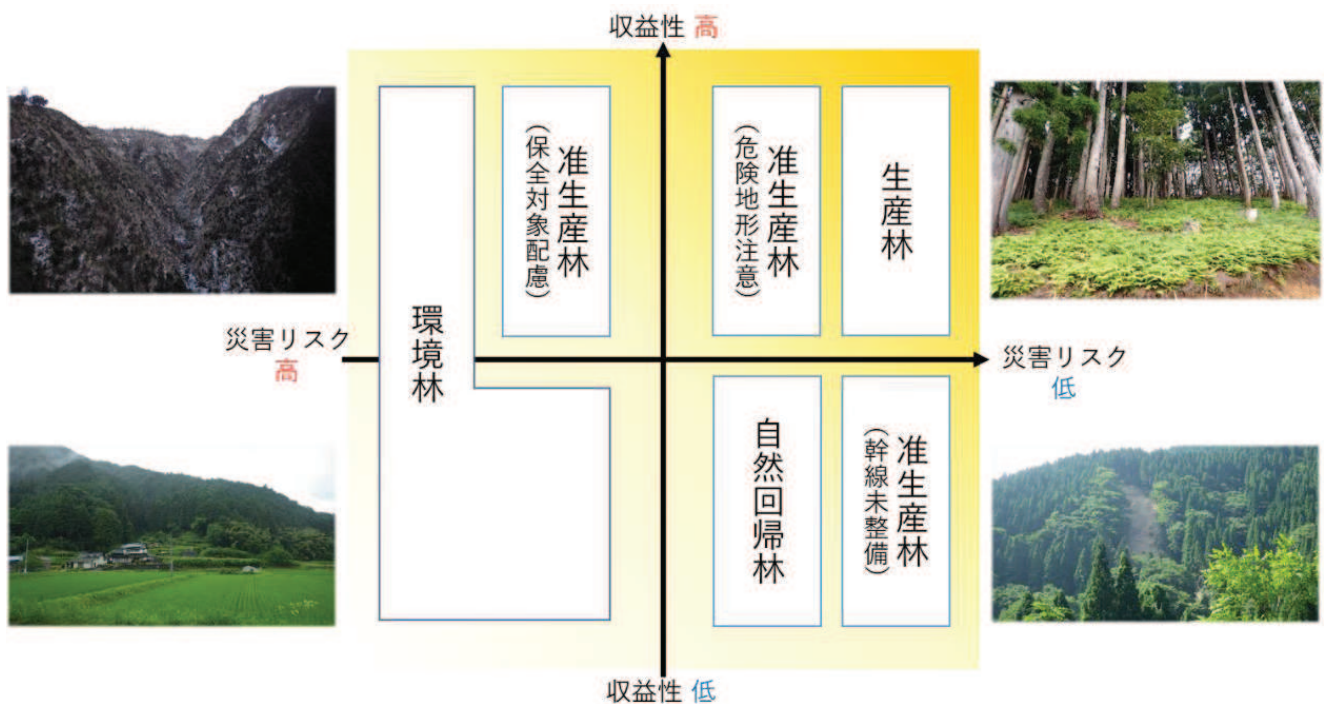 収益性 高
准生産林
(保全対象配慮)
准生産林
(危険地形注意)
生産林
環境林
災害リスク
高
災害リスク
低
自然回帰林
准生産林
(幹線未整備)
収益性 低